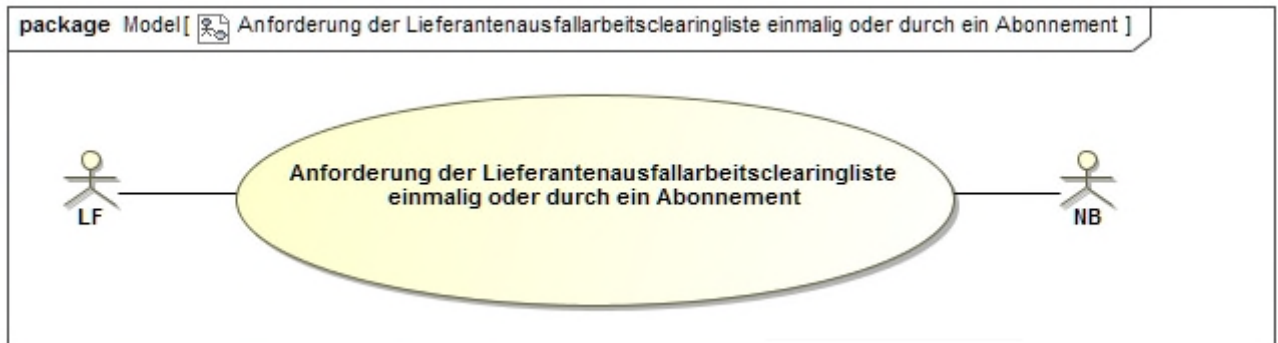 package Model[ Anforderung der Lieferantenausfallarbeitsclearingliste einmalig oder durch ein Abonnement ]
Anforderung der Lieferantenausfallarbeitsclearingliste
einmalig oder durch ein Abonnement
LF
NB